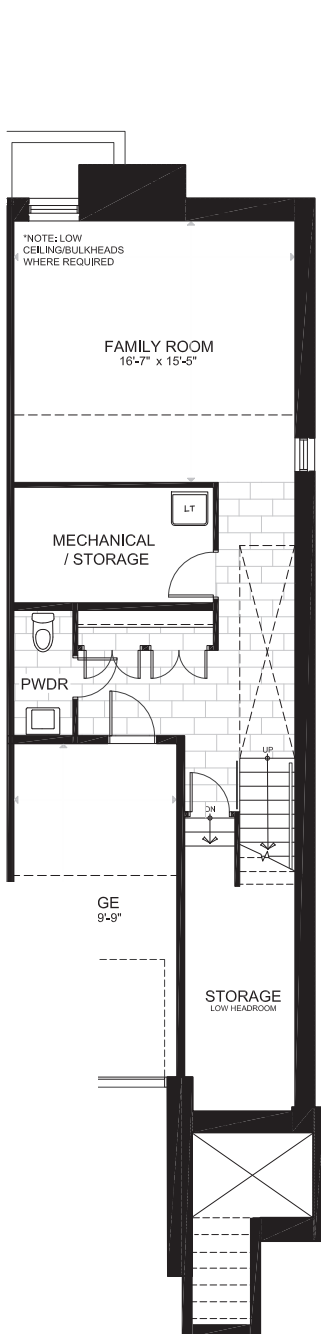 *NOTE: LOW
CEILING/BULKHEADS
WHERE REQUIRED
FAMILY ROOM
16'-7" x 15'-5"
LT
MECHANICAL
/ STORAGE
PWDR
UP
DN
GE
9'-9"
STORAGE
LOW HEADROOM